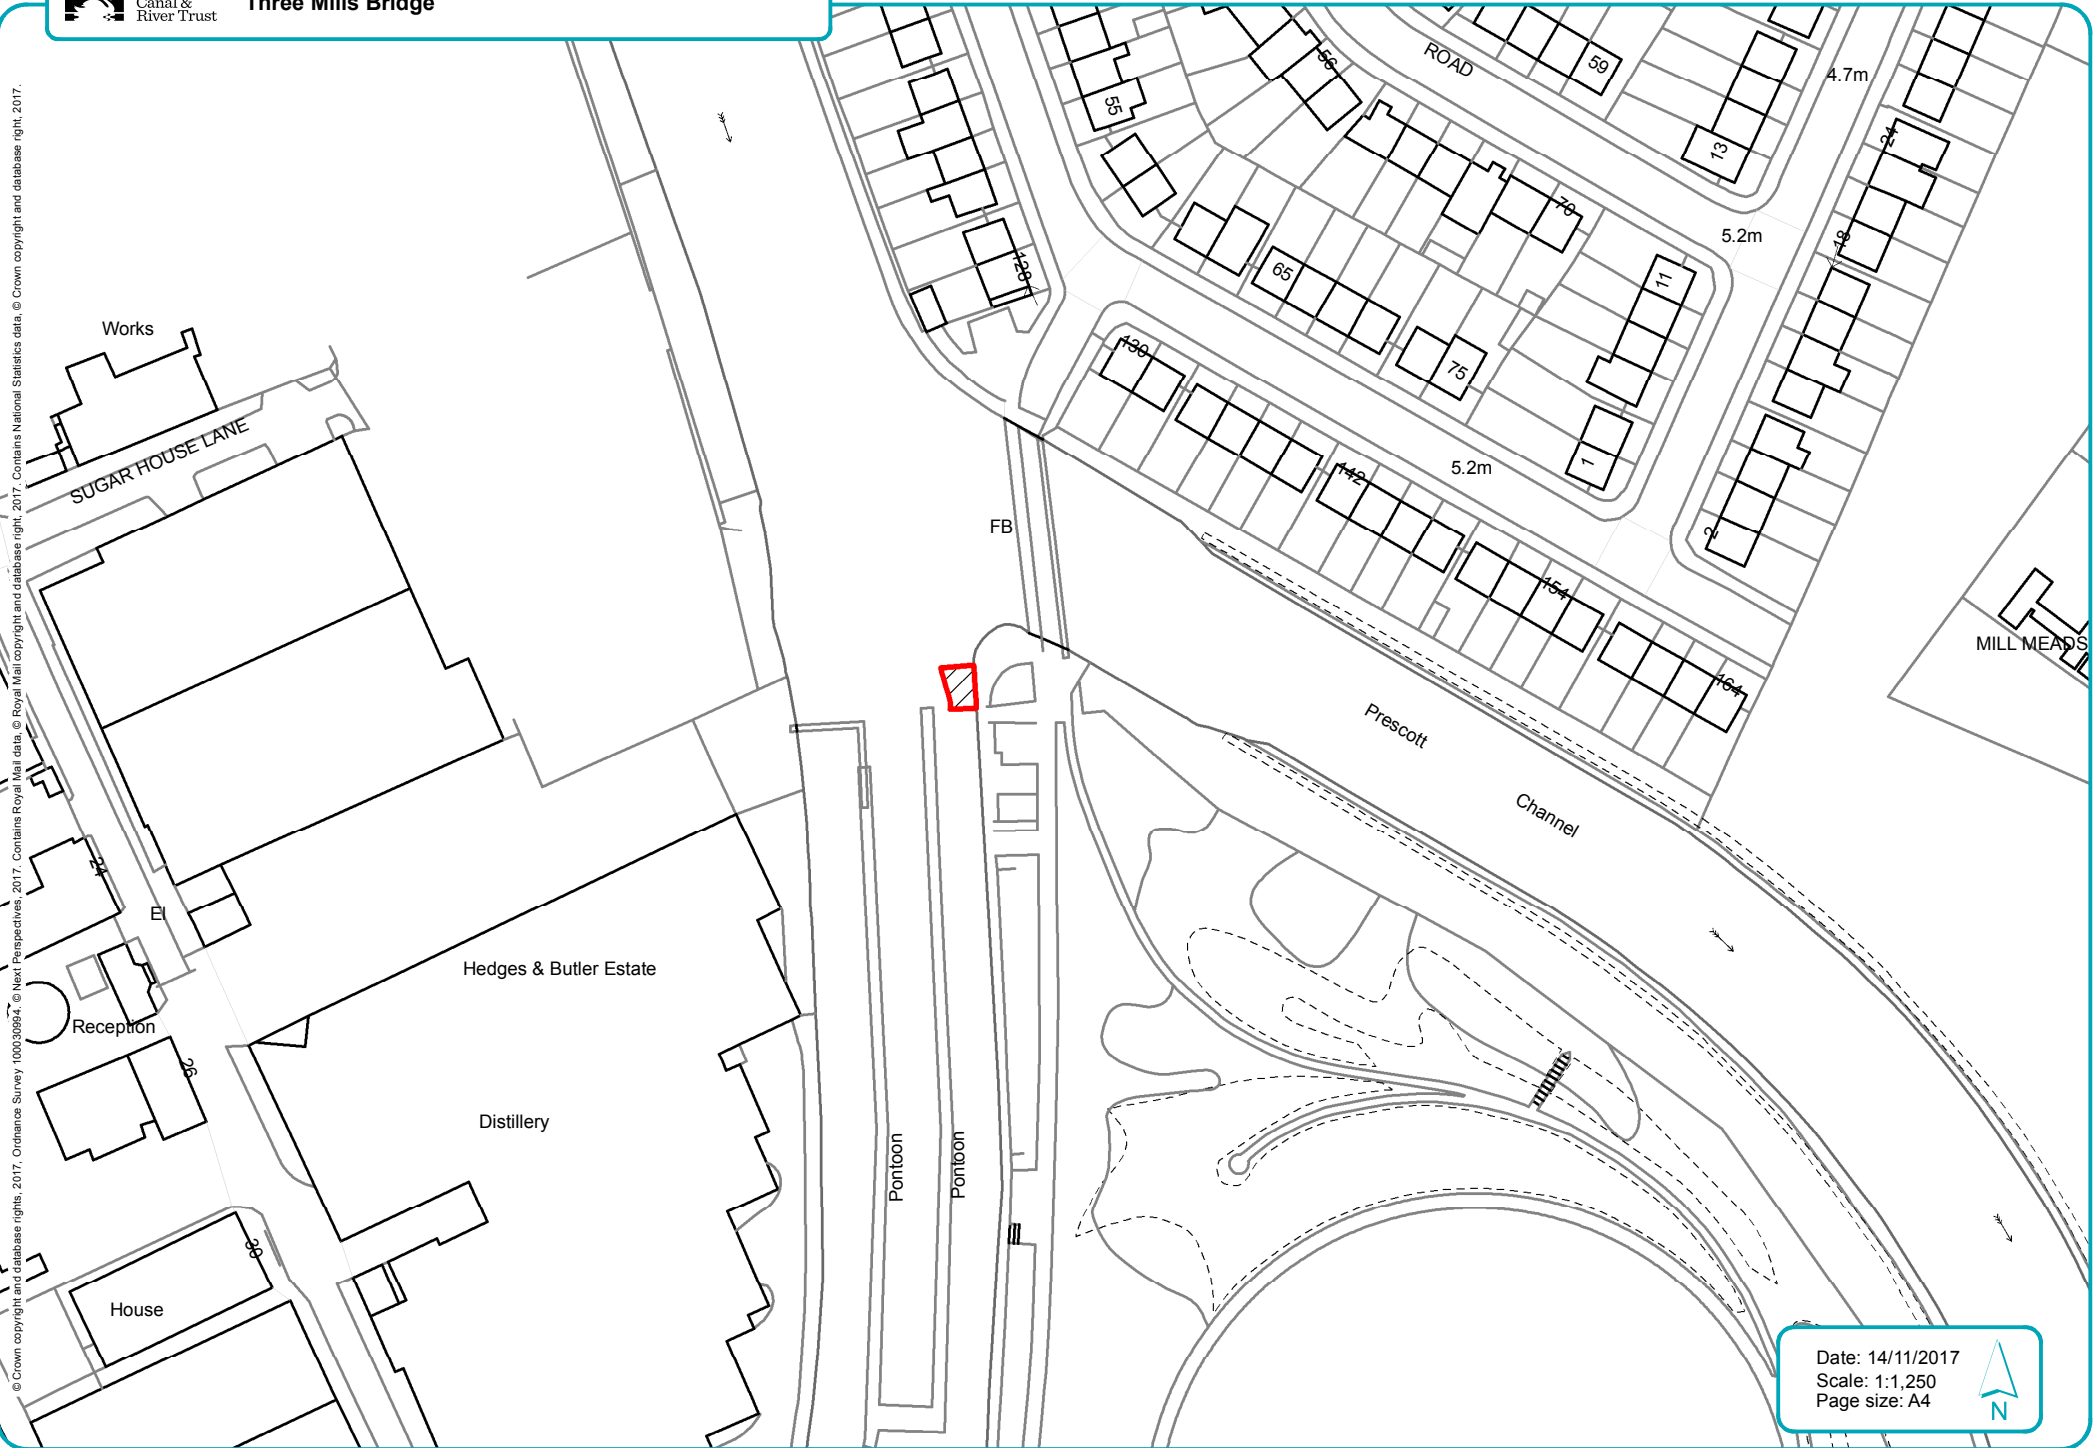 Canal &
River Trust
Three Mills Bridge
© Crown copyright and database rights, 2017, Ordnance Survey 100030994. © Next Perspectives, 2017. Contains Royal Mail data, © Royal Mail copyright and database right, 2017. Contains National Statistics data, © Crown copyright and database right, 2017.
ROAD
56
59
55
4.7m
13
24
70
5.2m
18
128
65
11
Works
130
75
SUGAR HOUSE LANE
142
5.2m
1
FB
2
154
MILL MEADS
164
Prescott
Channel
24
El
Hedges & Butler Estate
Reception
26
Distillery
Pontoon
Pontoon
30
House
Date: 14/11/2017
Scale: 1:1,250
Page size: A4
N